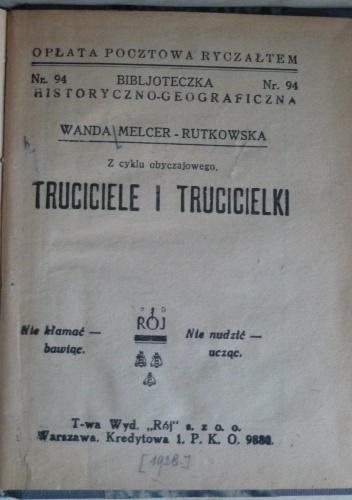 OPŁATA POCZTOWA RYCZAŁTEM
Nr. 94 BIBLJOTECZKA Nr. 94
HISTORYCZNO-GEOGRAFICZNA
WANDA MELCER-RUTKOWSKA
Z cyklu obyczajowego.
TRUCICIELE I TRUCICIELKI
RÓJ
Nie kłamać — Nie nudzić —
bawiąc. ucząc.
T-wa Wyd. „Rój” s. z o. o.
Warszawa. Kredytowa 1. P. K. O. 9880.
[1928.]